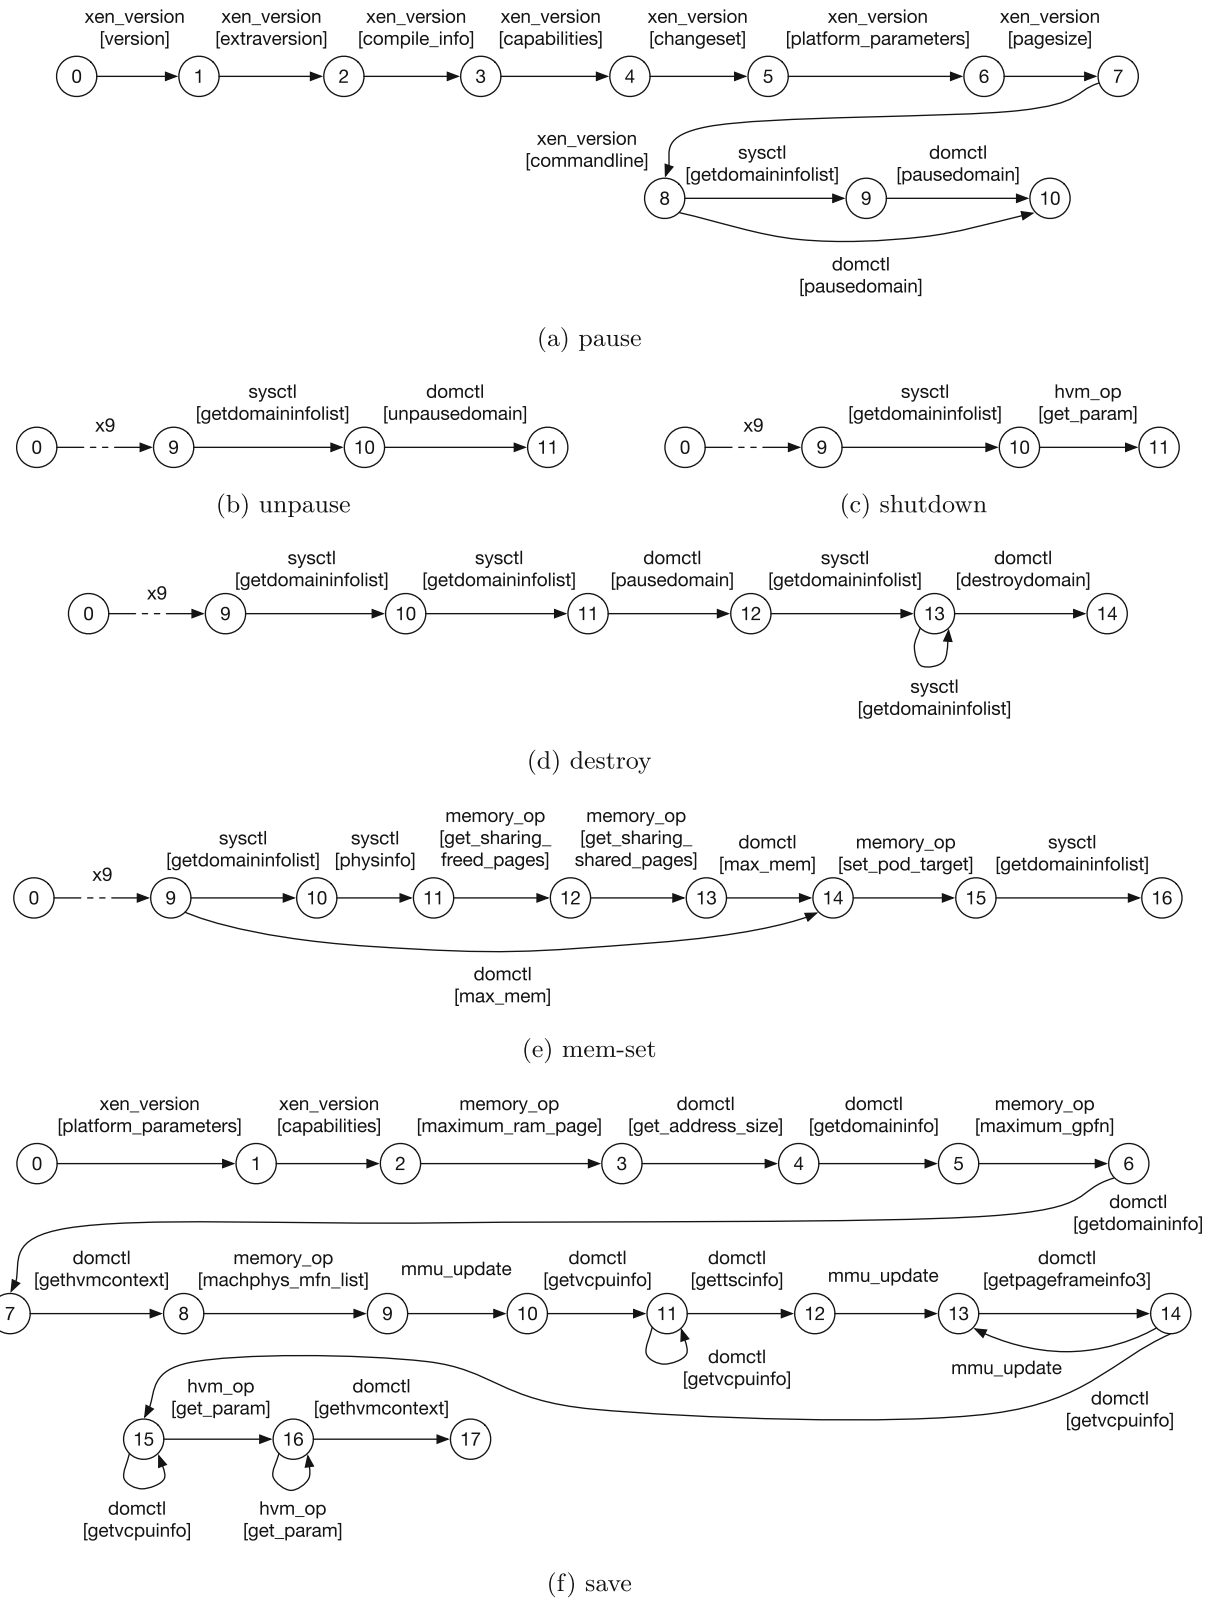 xen_version xen_version xen_version xen_version xen_version xen_version xen_version
[version] [extraversion] [compile_info] [capabilities] [changeset] [platform_parameters] [pagesize]
0 1 2 3 4 5 6 7
xen_version
[commandline]
sysctl domctl
[getdomaininfolist] [pausedomain]
8 9 10
domctl
[pausedomain]
(a) pause
sysctl domctl
[getdomaininfolist] [unpausedomain]
x9
0 9 10 11
(b) unpause
sysctl hvm_op
[getdomaininfolist] [get_param]
x9
0 9 10 11
(c) shutdown
sysctl sysctl domctl sysctl domctl
[getdomaininfolist] [getdomaininfolist] [pausedomain] [getdomaininfolist] [destroydomain]
x9
0 9 10 11 12 13 14
sysctl
[getdomaininfolist]
(d) destroy
memory_op memory_op
sysctl sysctl [get_sharing_ [get_sharing_ domctl memory_op sysctl
[getdomaininfolist] [physinfo] freed_pages] shared_pages] [max_mem] [set_pod_target] [getdomaininfolist]
x9
0 9 10 11 12 13 14 15 16
domctl
[max_mem]
(e) mem-set
xen_version xen_version memory_op domctl domctl memory_op
[platform_parameters] [capabilities] [maximum_ram_page] [get_address_size] [getdomaininfo] [maximum_gpfn]
0 1 2 3 4 5 6
domctl
[getdomaininfo]
domctl memory_op mmu_update domctl domctl mmu_update domctl
[gethvmcontext] [machphys_mfn_list] [getvcpuinfo] [gettscinfo] [getpageframeinfo3]
7 8 9 10 11 12 13 14
domctl mmu_update
[getvcpuinfo]
domctl
[getvcpuinfo]
hvm_op domctl
[get_param] [gethvmcontext]
15 16 17
domctl hvm_op
[getvcpuinfo] [get_param]
(f) save